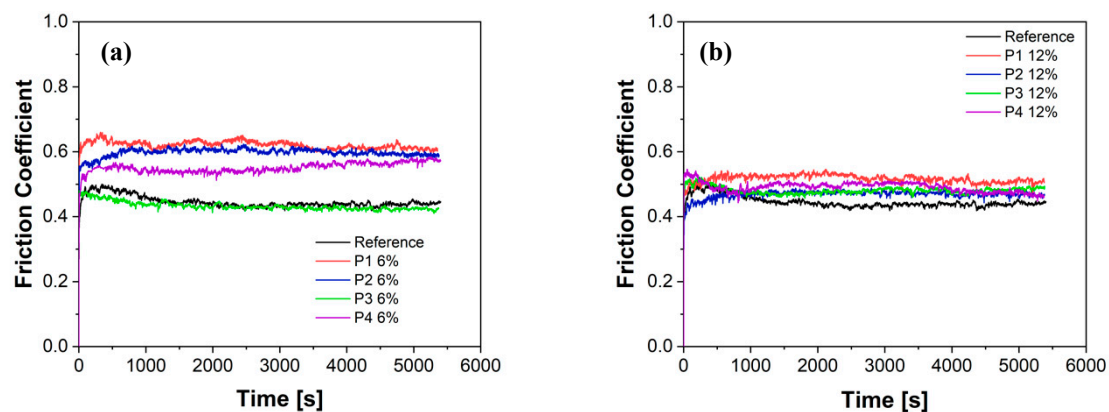 (a)
Friction Coefficient
1.0
0.8
0.6
0.4
0.2
0.0
Reference
P1 6%
P2 6%
P3 6%
P4 6%
0 1000 2000 3000 4000 5000 6000
Time [s]
(b)
Friction Coefficient
1.0
0.8
0.6
0.4
0.2
0.0
Reference
P1 12%
P2 12%
P3 12%
P4 12%
0 1000 2000 3000 4000 5000 6000
Time [s]